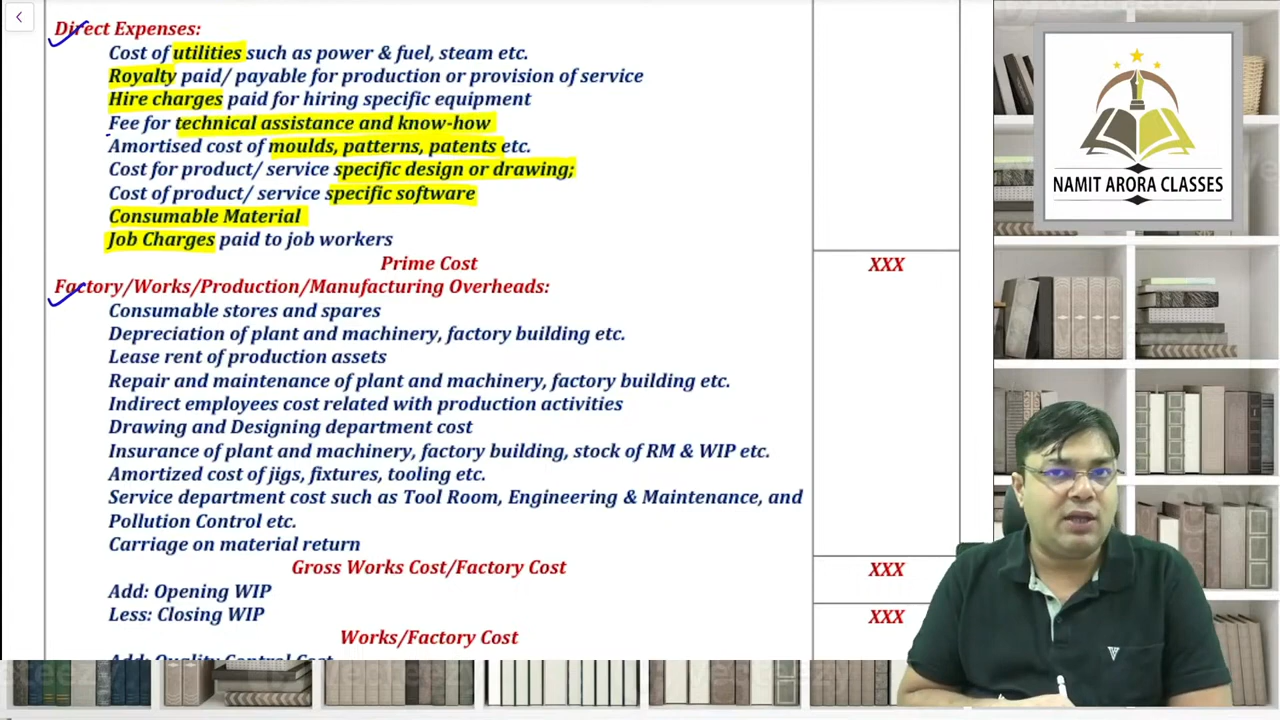 Direct Expenses:
Cost of utilities such as power & fuel, steam etc.
Royalty paid/ payable for production or provision of service
Hire charges paid for hiring specific equipment
Fee for technical assistance and know-how
Amortised cost of moulds, patterns, patents etc.
Cost for product/ service specific design or drawing;
Cost of product/ service specific software
Consumable Material
Job Charges paid to job workers
Prime Cost XXX
Factory/Works/Production/Manufacturing Overheads:
Consumable stores and spares
Depreciation of plant and machinery, factory building etc.
Lease rent of production assets
Repair and maintenance of plant and machinery, factory building etc.
Indirect employees cost related with production activities
Drawing and Designing department cost
Insurance of plant and machinery, factory building, stock of RM & WIP etc.
Amortized cost of jigs, fixtures, tooling etc.
Service department cost such as Tool Room, Engineering & Maintenance, and
Pollution Control etc.
Carriage on material return
Gross Works Cost/Factory Cost XXX
Add: Opening WIP
Less: Closing WIP XXX
Works/Factory Cost
Add: Quality Control Cost
NAMIT ARORA CLASSES